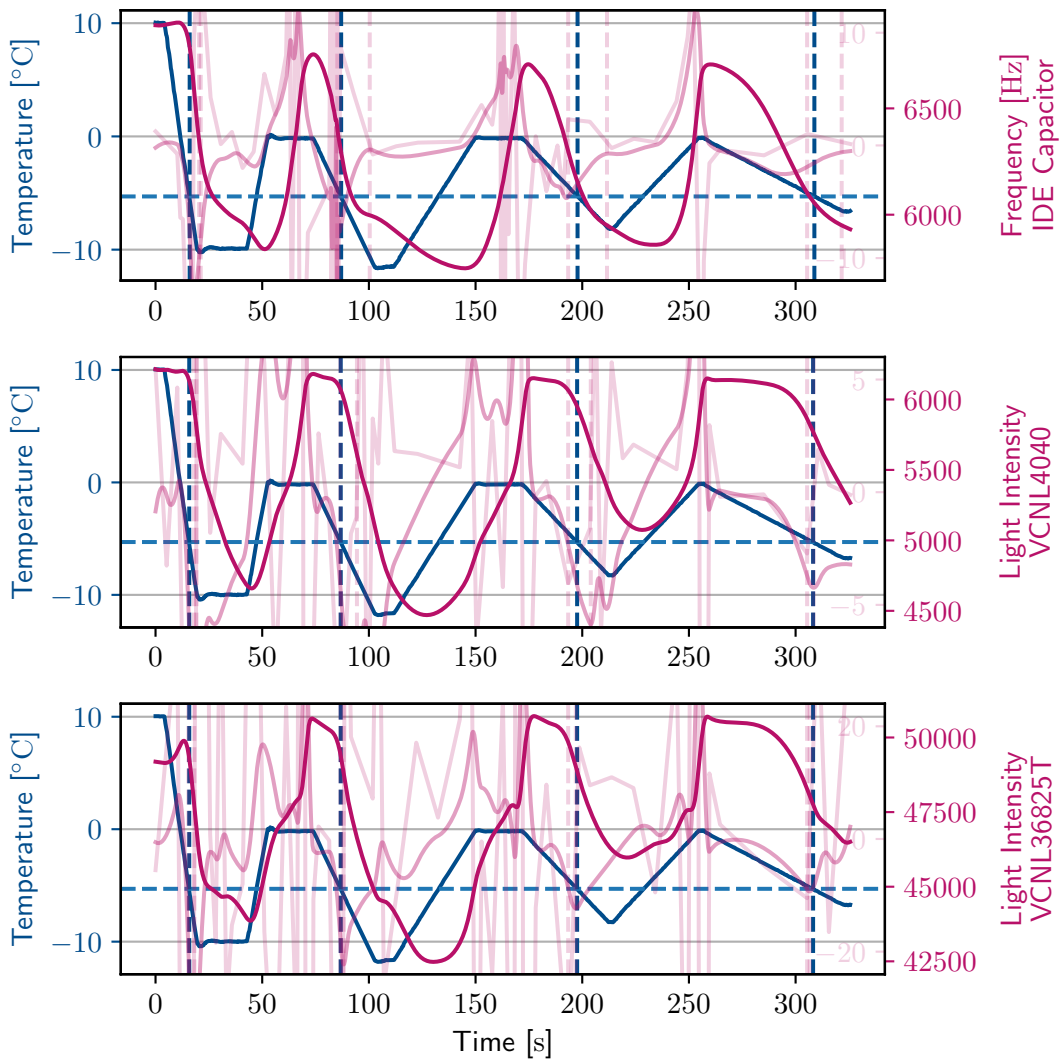 10
0
−10
Temperature [°C]
10
0
−10
6500
6000
Frequency [Hz]
IDE Capacitor
0 50 100 150 200 250 300
10
0
−10
Temperature [°C]
5
0
−5
6000
5500
5000
4500
Light Intensity
VCNL4040
0 50 100 150 200 250 300
10
0
−10
Temperature [°C]
20
0
−20
50000
47500
45000
42500
Light Intensity
VCNL36825T
0 50 100 150 200 250 300
Time [s]